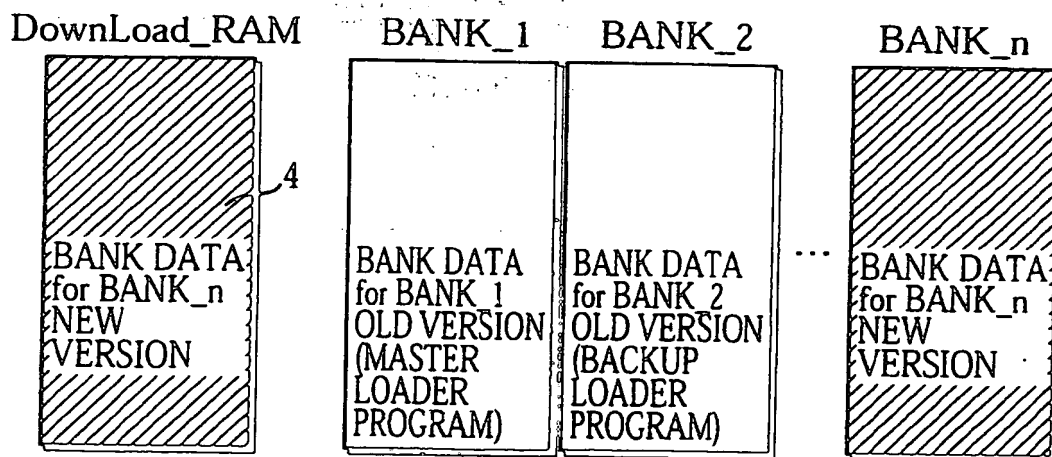 DownLoad_RAM
BANK_1
BANK_2
BANK_n
4
BANK DATA
for BANK_n
NEW
VERSION
BANK DATA
for BANK_1
OLD VERSION
(MASTER
LOADER
PROGRAM)
BANK DATA
for BANK_2
OLD VERSION
(BACKUP
LOADER
PROGRAM)
...
BANK DATA
for BANK_n
NEW
VERSION